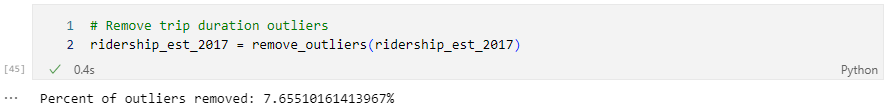 1 # Remove trip duration outliers
2 ridership_est_2017 = remove_outliers(ridership_est_2017)
[45] ✓ 0.4s Python
... Percent of outliers removed: 7.65510161413967%